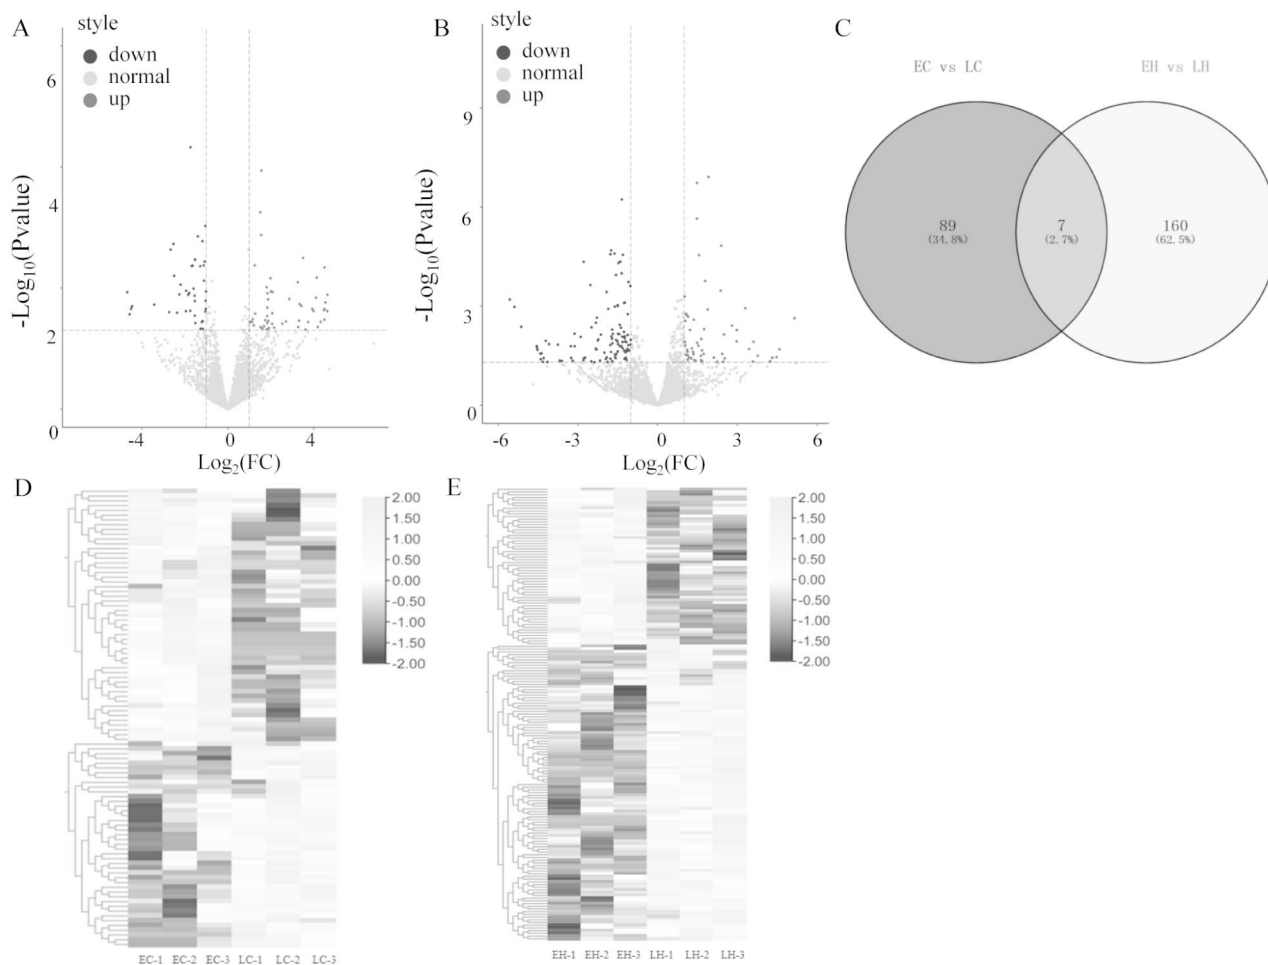 A
style
down
normal
up
6
4
2
0
-Log10(Pvalue)
-4
0
4
Log2(FC)
B
style
down
normal
up
9
6
3
0
-Log10(Pvalue)
-6
-3
0
3
6
Log2(FC)
C
EC vs LC
EH vs LH
89
(34.8%)
7
(2.7%)
160
(62.5%)
D
2.00
1.50
1.00
0.50
0.00
-0.50
-1.00
-1.50
-2.00
EC-1 EC-2 EC-3 LC-1 LC-2 LC-3
E
2.00
1.50
1.00
0.50
0.00
-0.50
-1.00
-1.50
-2.00
EH-1 EH-2 EH-3 LH-1 LH-2 LH-3